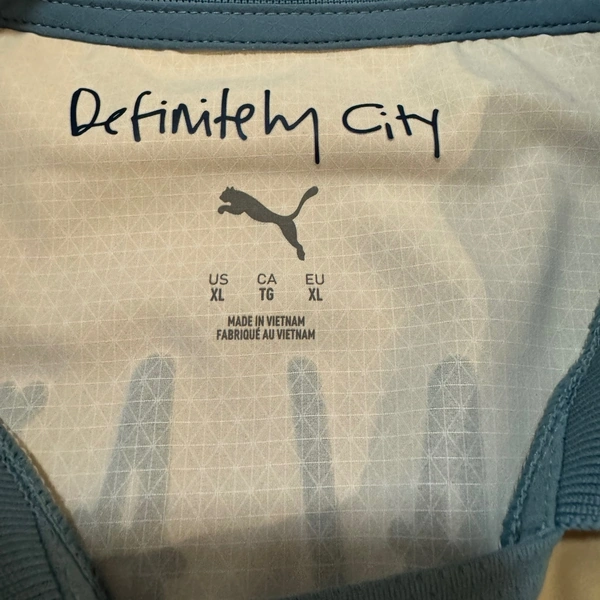 Definitely City
US CA EU
XL TG XL
MADE IN VIETNAM
FABRIQUÉ AU VIETNAM